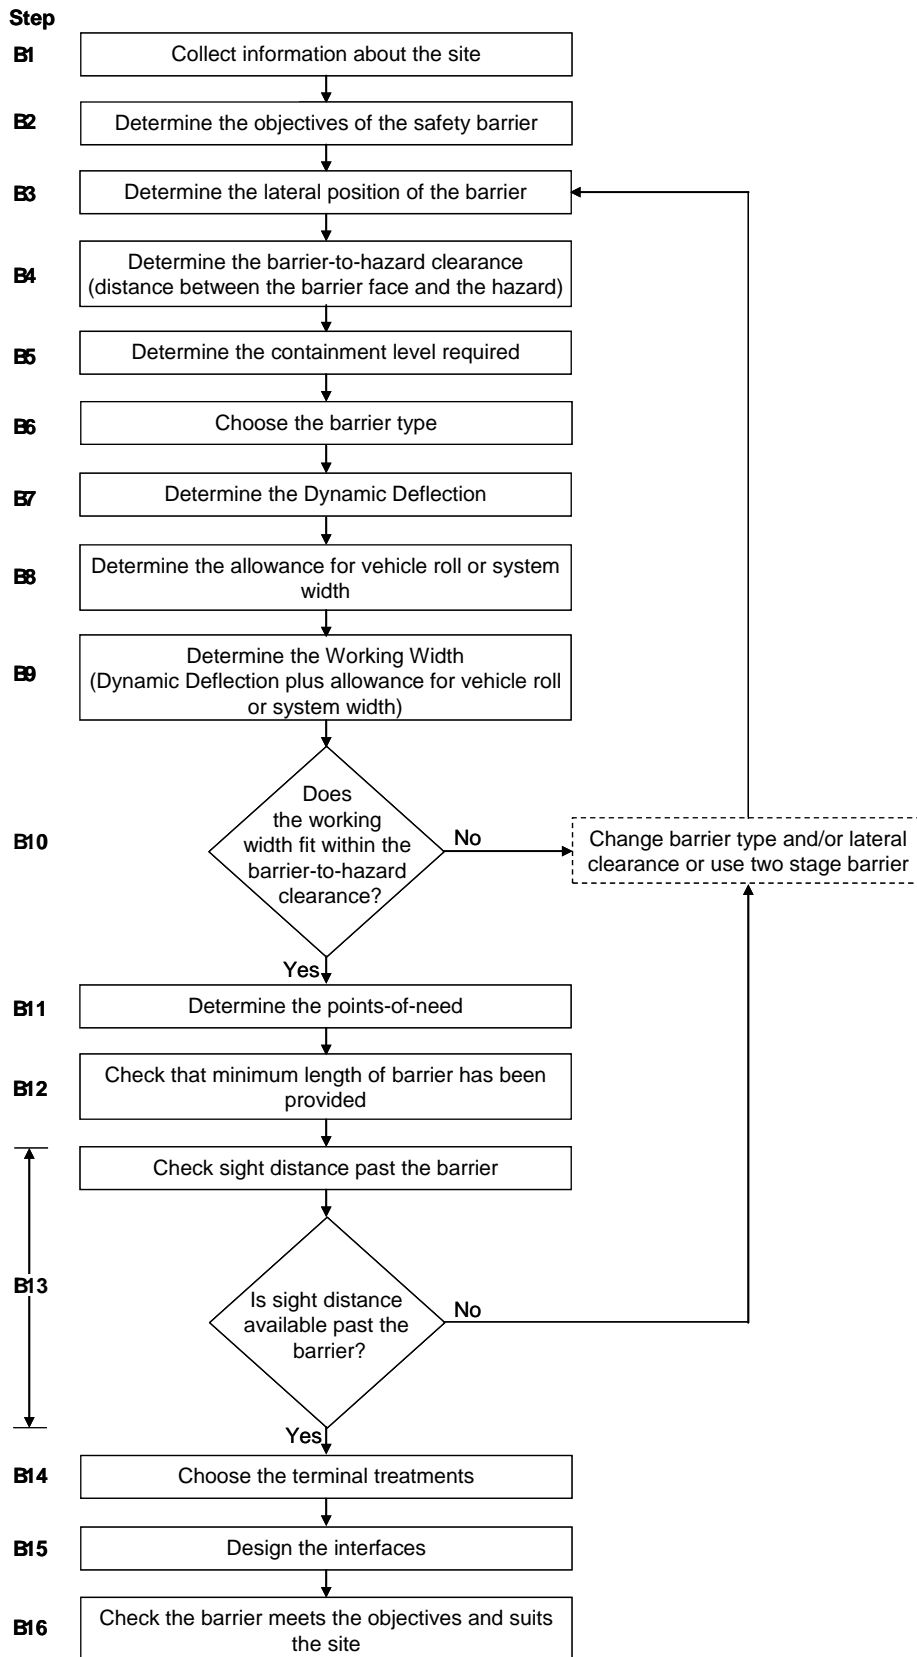 Step
B1
Collect information about the site
B2
Determine the objectives of the safety barrier
B3
Determine the lateral position of the barrier
B4
Determine the barrier-to-hazard clearance
(distance between the barrier face and the hazard)
B5
Determine the containment level required
B6
Choose the barrier type
B7
Determine the Dynamic Deflection
B8
Determine the allowance for vehicle roll or system
width
B9
Determine the Working Width
(Dynamic Deflection plus allowance for vehicle roll
or system width)
B10
Does
the working
width fit within the
barrier-to-hazard
clearance?
No
Change barrier type and/or lateral
clearance or use two stage barrier
Yes
B11
Determine the points-of-need
B12
Check that minimum length of barrier has been
provided
Check sight distance past the barrier
B13
Is sight distance
available past the
barrier?
No
Yes
B14
Choose the terminal treatments
B15
Design the interfaces
B16
Check the barrier meets the objectives and suits
the site